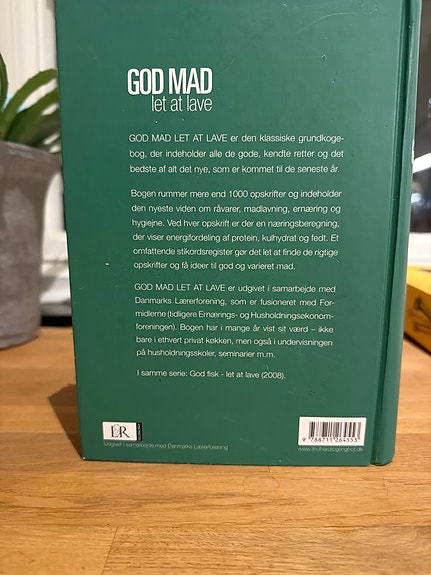 GOD MAD
let at lave
GOD MAD LET AT LAVE er den klassiske grundkoge-
bog, der indeholder alle de gode, kendte retter og det
bedste af alt det nye, som er kommet til de seneste år.
Bogen rummer mere end 1000 opskrifter og indeholder
den nyeste viden om råvarer, madlavning, ernæring og
hygiejne. Ved hver opskrift er der en næringsberegning,
der viser energifordeling af protein, kulhydrat og fedt. Et
omfattende stikordsregister gør det let at finde de rigtige
opskrifter og få ideer til god og varieret mad.
GOD MAD LET AT LAVE er udgivet i samarbejde med
Danmarks Lærerforening, som er fusioneret med For-
midlerne (tidligere Ernærings- og Husholdningsøkonom-
foreningen). Bogen har i mange år vist sit værd – ikke
bare i ethvert privat køkken, men også i undervisningen
på husholdningsskoler, seminarier m.m.
I samme serie: God fisk - let at lave (2008).
L&R
Udgivet i samarbejde med Danmarks Lærerforening
9 788711 264553
www.lindhardtogringhof.dk